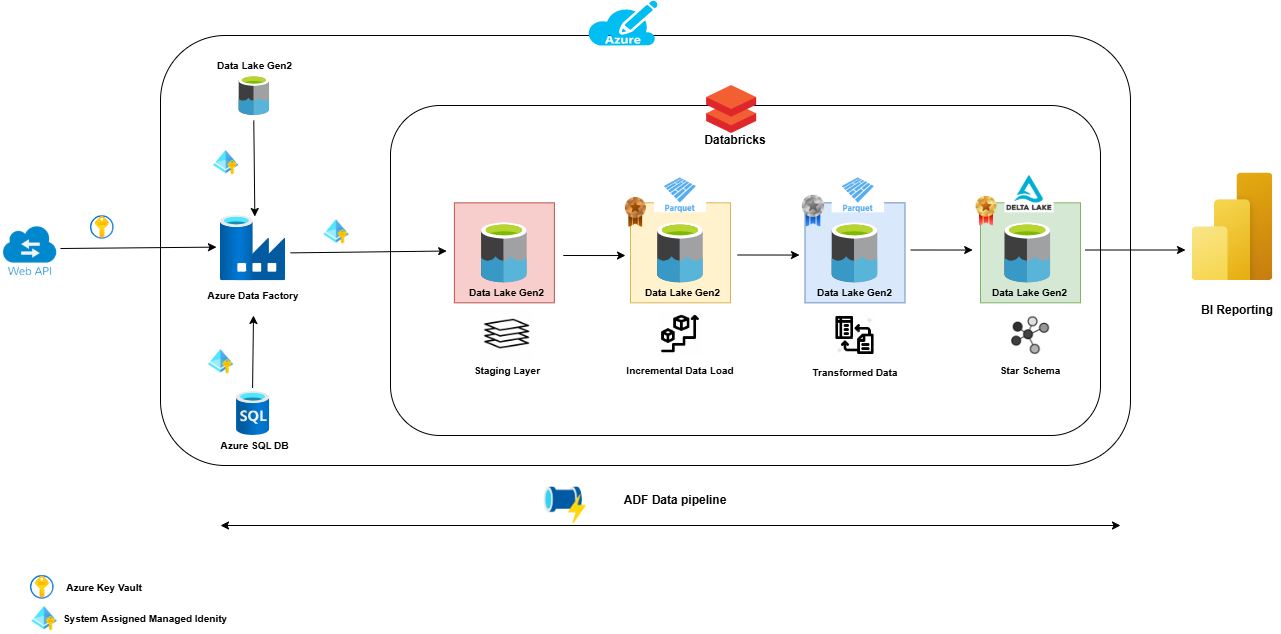 Azure
Data Lake Gen2
Databricks
Parquet
Parquet
DELTA LAKE
Web API
Azure Data Factory
Data Lake Gen2
Data Lake Gen2
Data Lake Gen2
Data Lake Gen2
BI Reporting
Staging Layer
Incremental Data Load
Transformed Data
Star Schema
SQL
Azure SQL DB
ADF Data pipeline
Azure Key Vault
System Assigned Managed Idenity